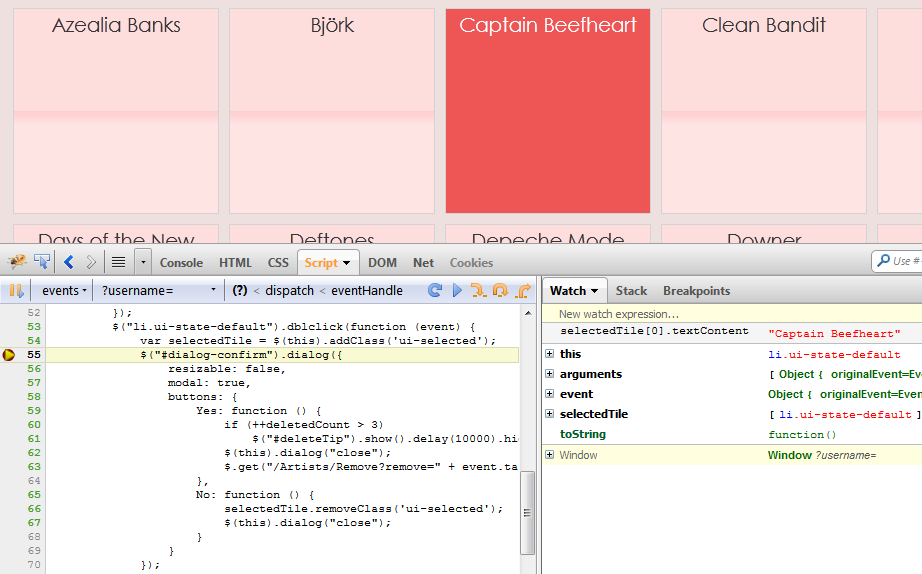 Azealia Banks Björk Captain Beefheart Clean Bandit
Days of the New Deftones Depeche Mode Downer
Console HTML CSS Script DOM Net Cookies Use #
events ?username= (?) < dispatch < eventHandle Watch Stack Breakpoints
New watch expression...
selectedTile[0].textContent "Captain Beefheart"
this li.ui-state-default
arguments [ Object { originalEvent=Eve
event Object { originalEvent=Eve
selectedTile [ li.ui-state-default ]
toString function()
Window Window ?username=
52 });
53 $("li.ui-state-default").dblclick(function (event) {
54 var selectedTile = $(this).addClass('ui-selected');
55 $("#dialog-confirm").dialog({
56 resizable: false,
57 modal: true,
58 buttons: {
59 Yes: function () {
60 if (++deletedCount > 3)
61 $("#deleteTip").show().delay(10000).hid
62 $(this).dialog("close");
63 $.get("/Artists/Remove?remove=" + event.ta
64 },
65 No: function () {
66 selectedTile.removeClass('ui-selected');
67 $(this).dialog("close");
68 }
69 }
70 });